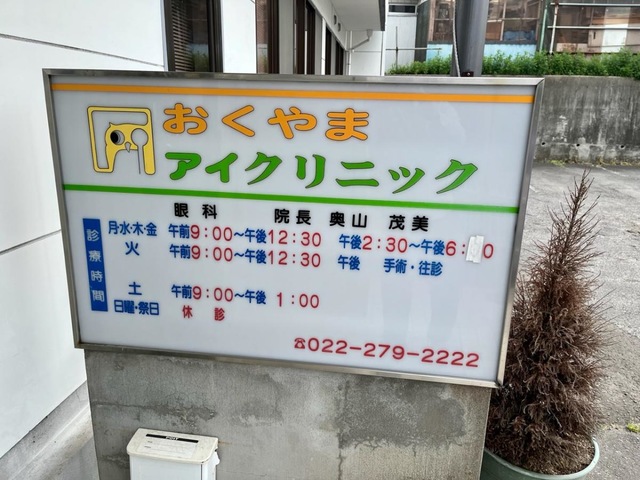 おくやま
アイクリニック
眼科 院長 奥山 茂美
診療時間
月・水・木・金 午前9:00~午後12:30 午後2:30~午後6:00
火 午前9:00~午後12:30 午後 手術・往診
土 午前9:00~午後1:00
日曜・祭日 休診
☎022-279-2222